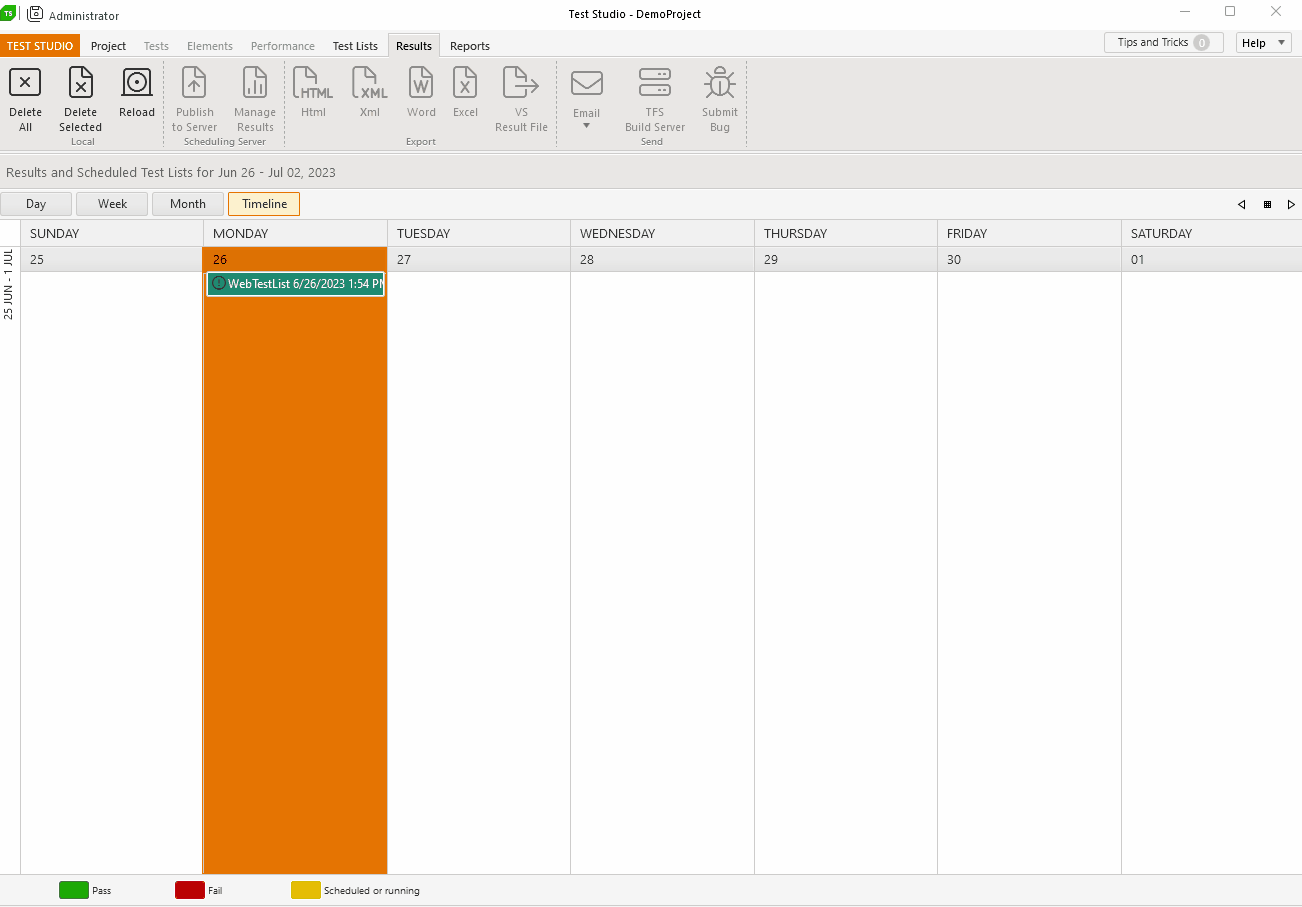 TS Administrator
Test Studio - DemoProject
TEST STUDIO Project Tests Elements Performance Test Lists Results Reports
Tips and Tricks 0 Help
Delete All
Delete Selected
Reload
Local
Publish to Server
Manage Results
Scheduling Server
HTML Html
XML Xml
W Word
X Excel
VS Result File
Export
Email
TFS Build Server
Submit Bug
Send
Results and Scheduled Test Lists for Jun 26 - Jul 02, 2023
Day Week Month Timeline
SUNDAY MONDAY TUESDAY WEDNESDAY THURSDAY FRIDAY SATURDAY
25 26 27 28 29 30 01
25 JUN - 1 JUL
WebTestList 6/26/2023 1:54 PM
Pass Fail Scheduled or running